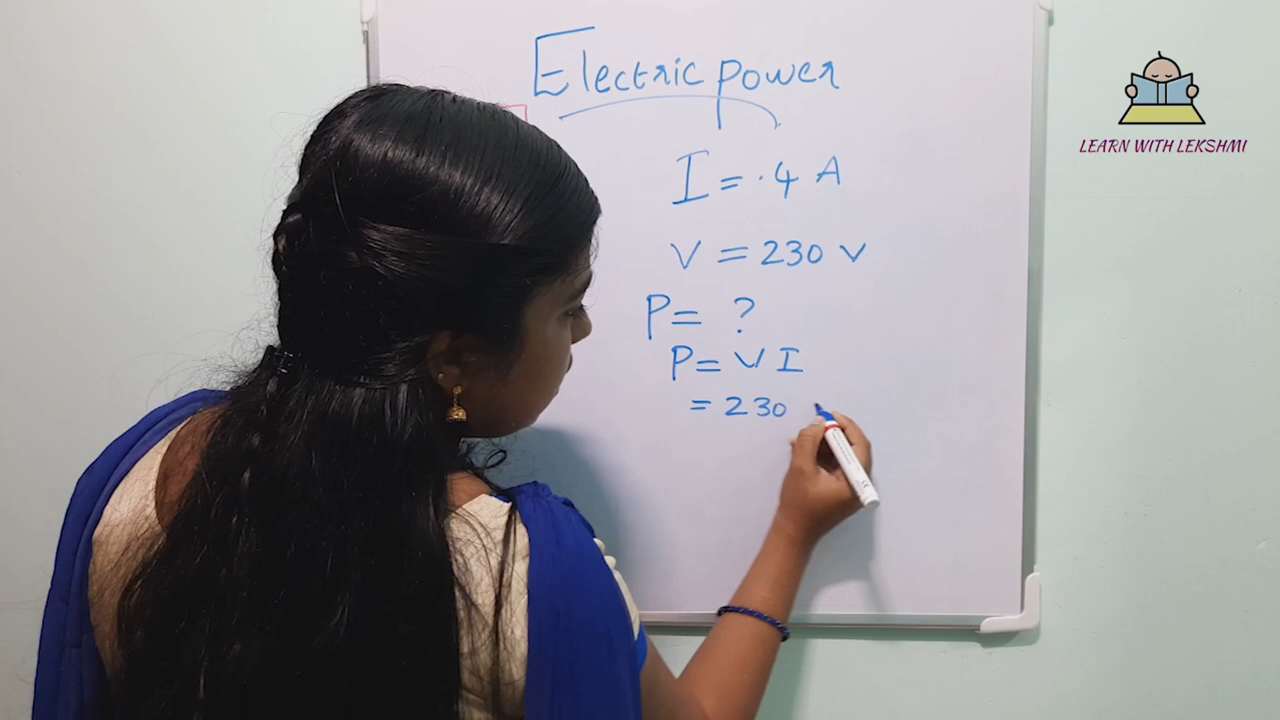 Electric power
I = .4 A
V = 230 V
P = ?
P = V I
= 230
LEARN WITH LEKSHMI